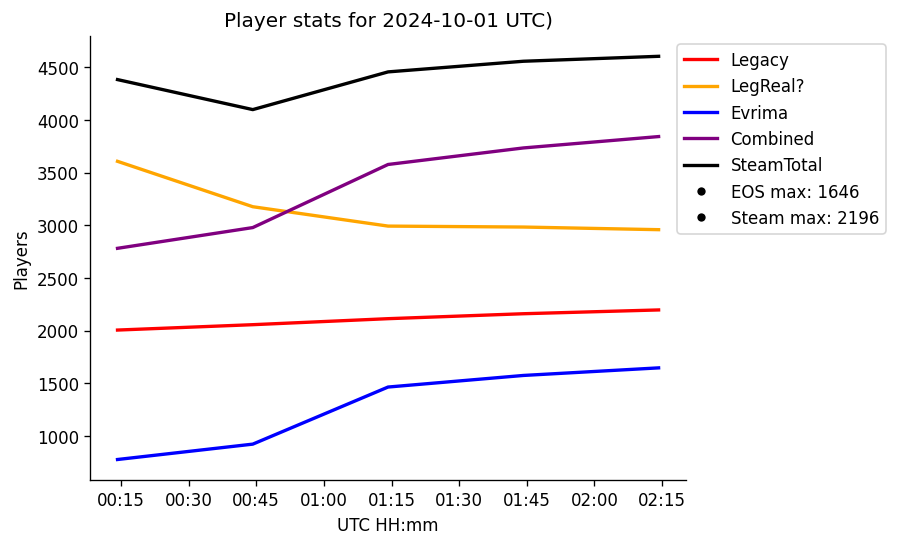 Player stats for 2024-10-01 UTC)
Legacy
LegReal?
Evrima
Combined
SteamTotal
EOS max: 1646
Steam max: 2196
Players
4500
4000
3500
3000
2500
2000
1500
1000
00:15 00:30 00:45 01:00 01:15 01:30 01:45 02:00 02:15
UTC HH:mm